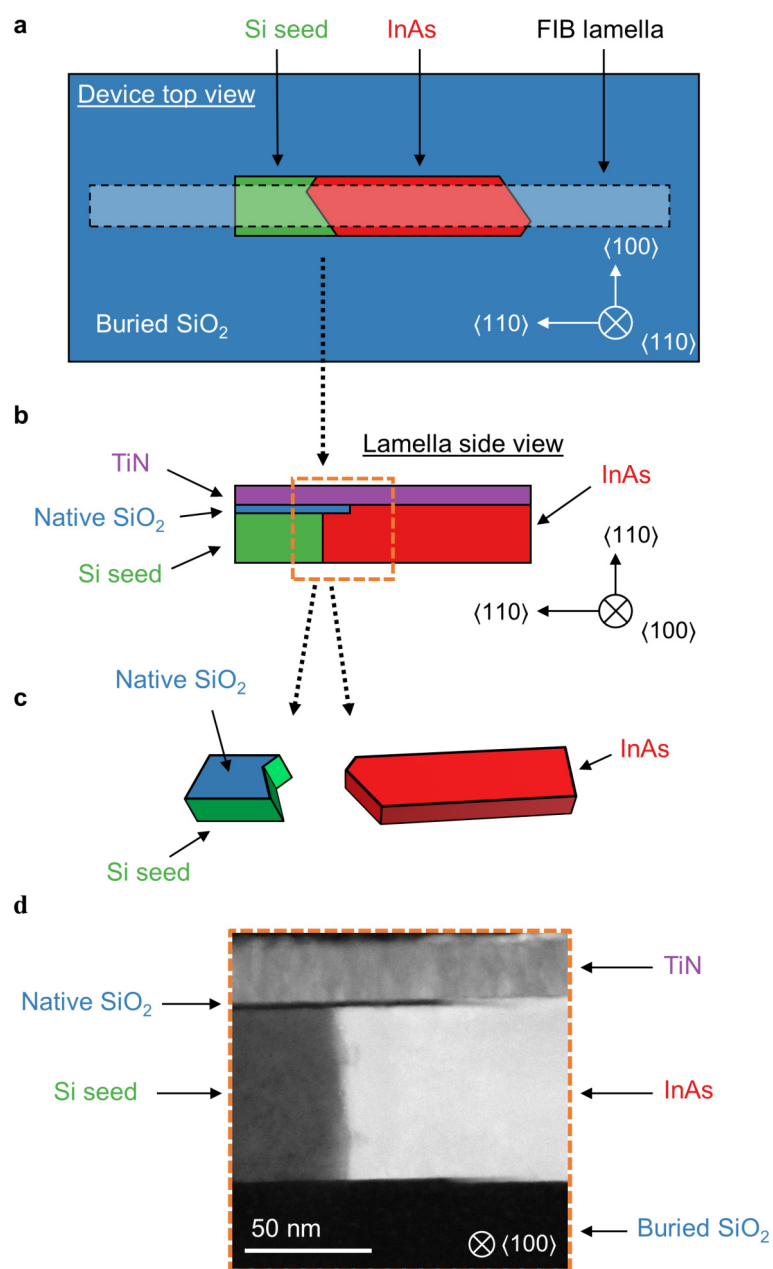 a
Si seed
InAs
FIB lamella
Device top view
⟨100⟩
Buried SiO₂
⟨110⟩
⟨110⟩
b
Lamella side view
TiN
InAs
Native SiO₂
⟨110⟩
Si seed
⟨110⟩
⟨100⟩
Native SiO₂
c
InAs
Si seed
d
TiN
Native SiO₂
Si seed
InAs
50 nm
⟨100⟩
Buried SiO₂